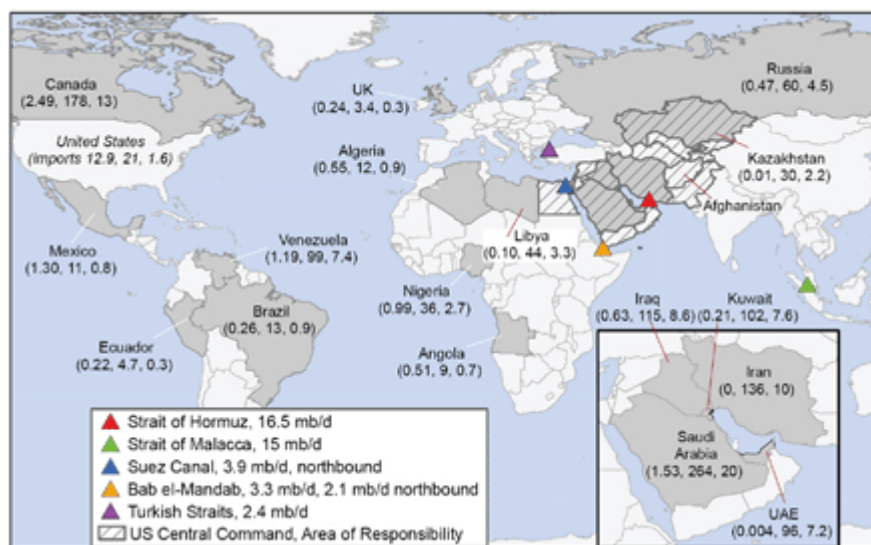 Canada
(2.49, 178, 13)
UK
(0.24, 3.4, 0.3)
Russia
(0.47, 60, 4.5)
United States
(imports 12.9, 21, 1.6)
Algeria
(0.55, 12, 0.9)
Kazakhstan
(0.01, 30, 2.2)
Afghanistan
Mexico
(1.30, 11, 0.8)
Venezuela
(1.19, 99, 7.4)
Libya
(0.10, 44, 3.3)
Nigeria
(0.99, 36, 2.7)
Brazil
(0.26, 13, 0.9)
Ecuador
(0.22, 4.7, 0.3)
Angola
(0.51, 9, 0.7)
Iraq
(0.63, 115, 8.6)
Kuwait
(0.21, 102, 7.6)
Iran
(0, 136, 10)
Saudi
Arabia
(1.53, 264, 20)
UAE
(0.004, 96, 7.2)
Strait of Hormuz, 16.5 mb/d
Strait of Malacca, 15 mb/d
Suez Canal, 3.9 mb/d, northbound
Bab el-Mandab, 3.3 mb/d, 2.1 mb/d northbound
Turkish Straits, 2.4 mb/d
US Central Command, Area of Responsibility